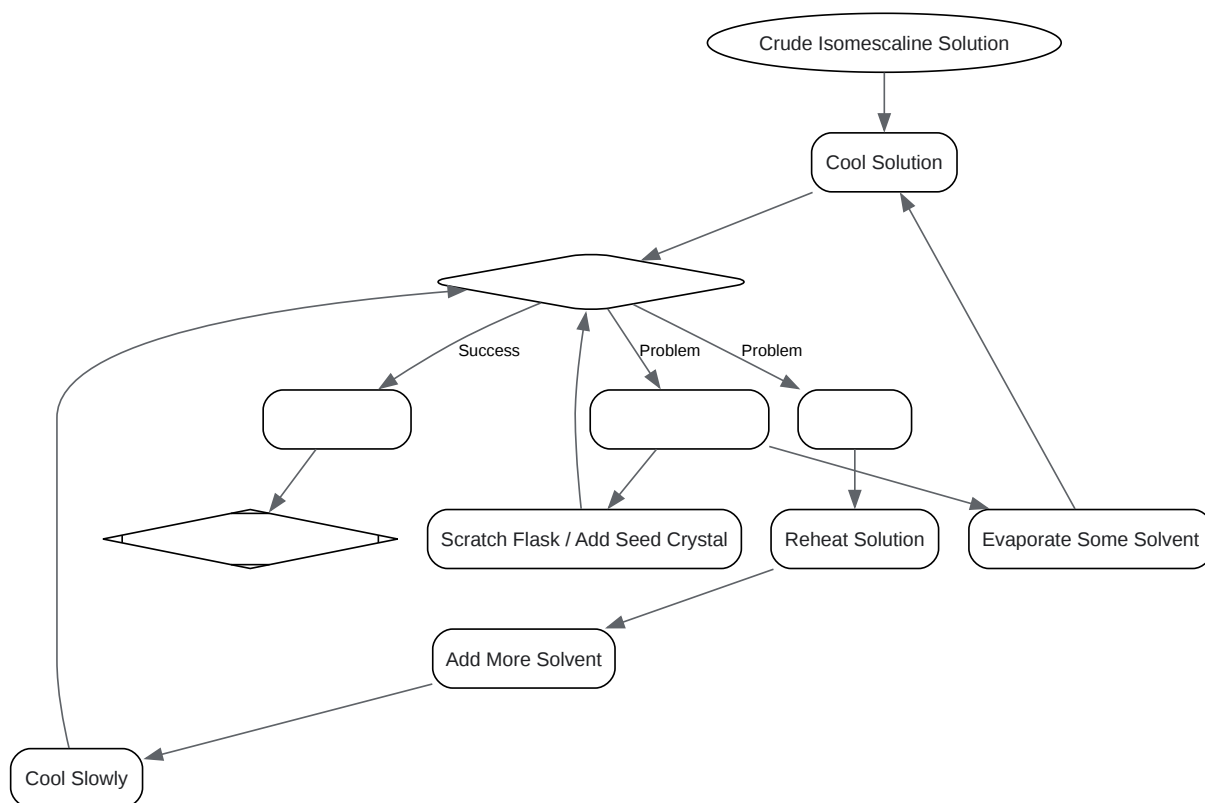 Crude Isomescaline Solution
Cool Solution
Success
Problem
Problem
Scratch Flask / Add Seed Crystal
Reheat Solution
Evaporate Some Solvent
Add More Solvent
Cool Slowly